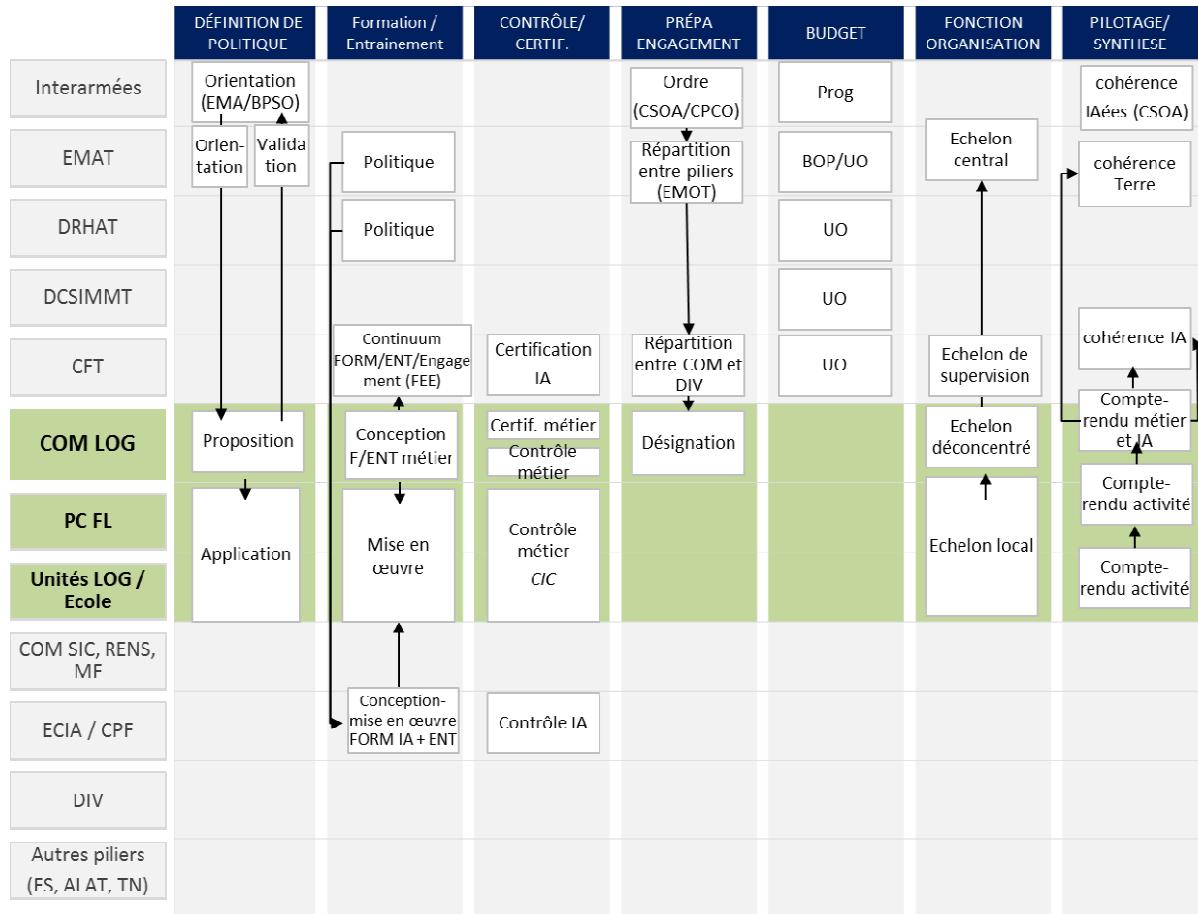 DÉFINITION DE
POLITIQUE
Formation /
Entrainement
CONTRÔLE/
CERTIF.
PRÉPA
ENGAGEMENT
BUDGET
FONCTION
ORGANISATION
PILOTAGE/
SYNTHESE
Interarmées
Orientation
(EMA/BPSO)
Ordre
(CSOA/CPCO)
Prog
cohérence
IAées (CSOA)
EMAT
Orien-
tation
Valida
tion
Politique
Répartition
entre piliers
(EMOT)
BOP/UO
Echelon
central
cohérence
Terre
DRHAT
Politique
UO
DCSIMMT
UO
CFT
Continuum
FORM/ENT/Engage
ment (FEE)
Certification
IA
Répartition
entre COM et
DIV
UO
Echelon de
supervision
cohérence IA
COM LOG
Proposition
Conception
F/ENT métier
Certif. métier
Contrôle
métier
Désignation
Echelon
déconcentré
Compte-
rendu métier
et IA
PC FL
Application
Mise en
œuvre
Contrôle
métier
CIC
Echelon local
Compte-
rendu activité
Unités LOG /
Ecole
Compte-
rendu activité
COM SIC, RENS,
MF
ECIA / CPF
Conception-
mise en œuvre
FORM IA + ENT
Contrôle IA
DIV
Autres piliers
(FS, ALAT, TN)